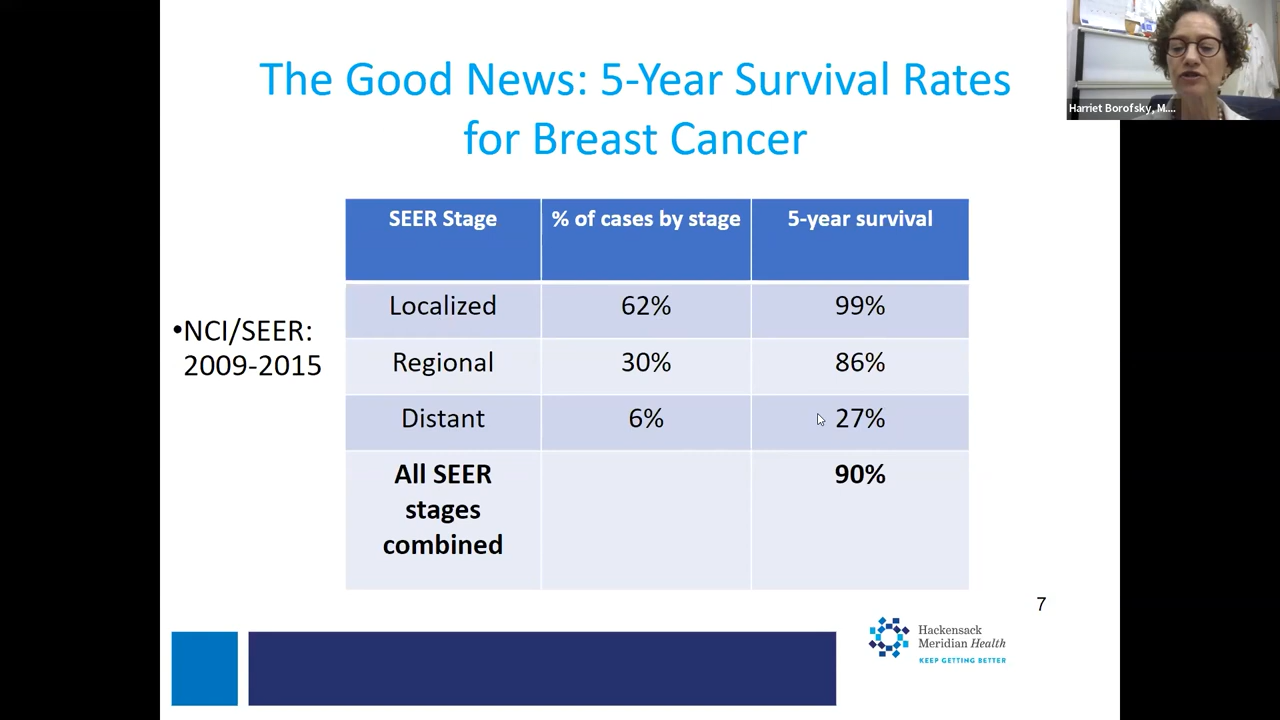 The Good News: 5-Year Survival Rates
for Breast Cancer
Harriet Borofsky, M....
SEER Stage % of cases by stage 5-year survival
Localized 62% 99%
•NCI/SEER:
2009-2015
Regional 30% 86%
Distant 6% 27%
All SEER
stages
combined
90%
7
Hackensack
Meridian Health
KEEP GETTING BETTER